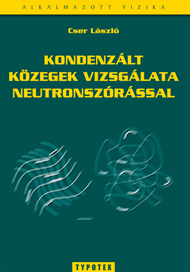 ALKALMAZOTT FIZIKA
Cser László
KONDENZÁLT
KÖZEGEK VIZSGÁLATA
NEUTRONSZÓRÁSSAL
TYPOTEX